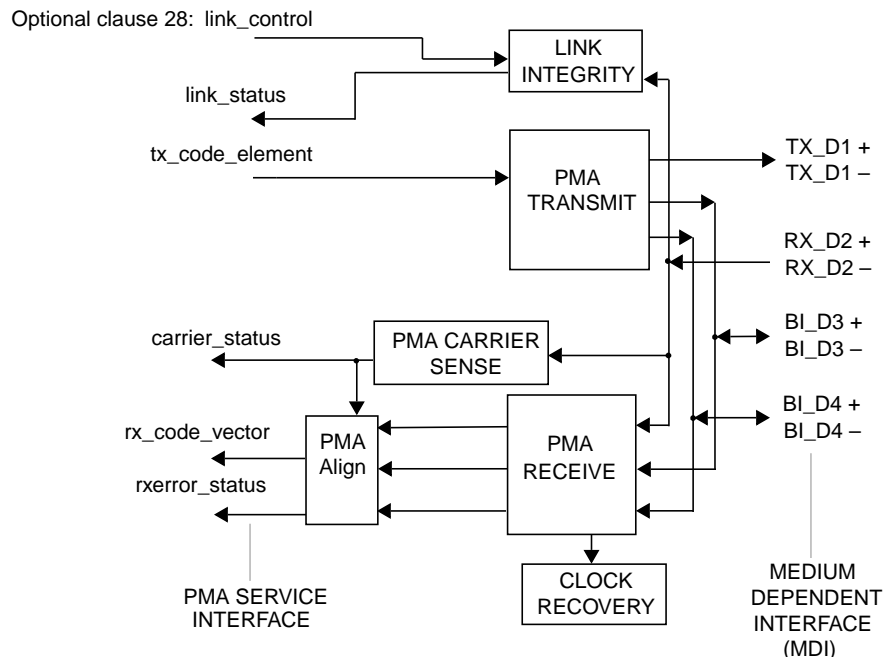 Optional clause 28: link_control
LINK
INTEGRITY
link_status
tx_code_element
PMA
TRANSMIT
TX_D1 +
TX_D1 –
RX_D2 +
RX_D2 –
carrier_status
PMA CARRIER
SENSE
BI_D3 +
BI_D3 –
BI_D4 +
BI_D4 –
rx_code_vector
PMA
Align
PMA
RECEIVE
rxerror_status
CLOCK
RECOVERY
PMA SERVICE
INTERFACE
MEDIUM
DEPENDENT
INTERFACE
(MDI)